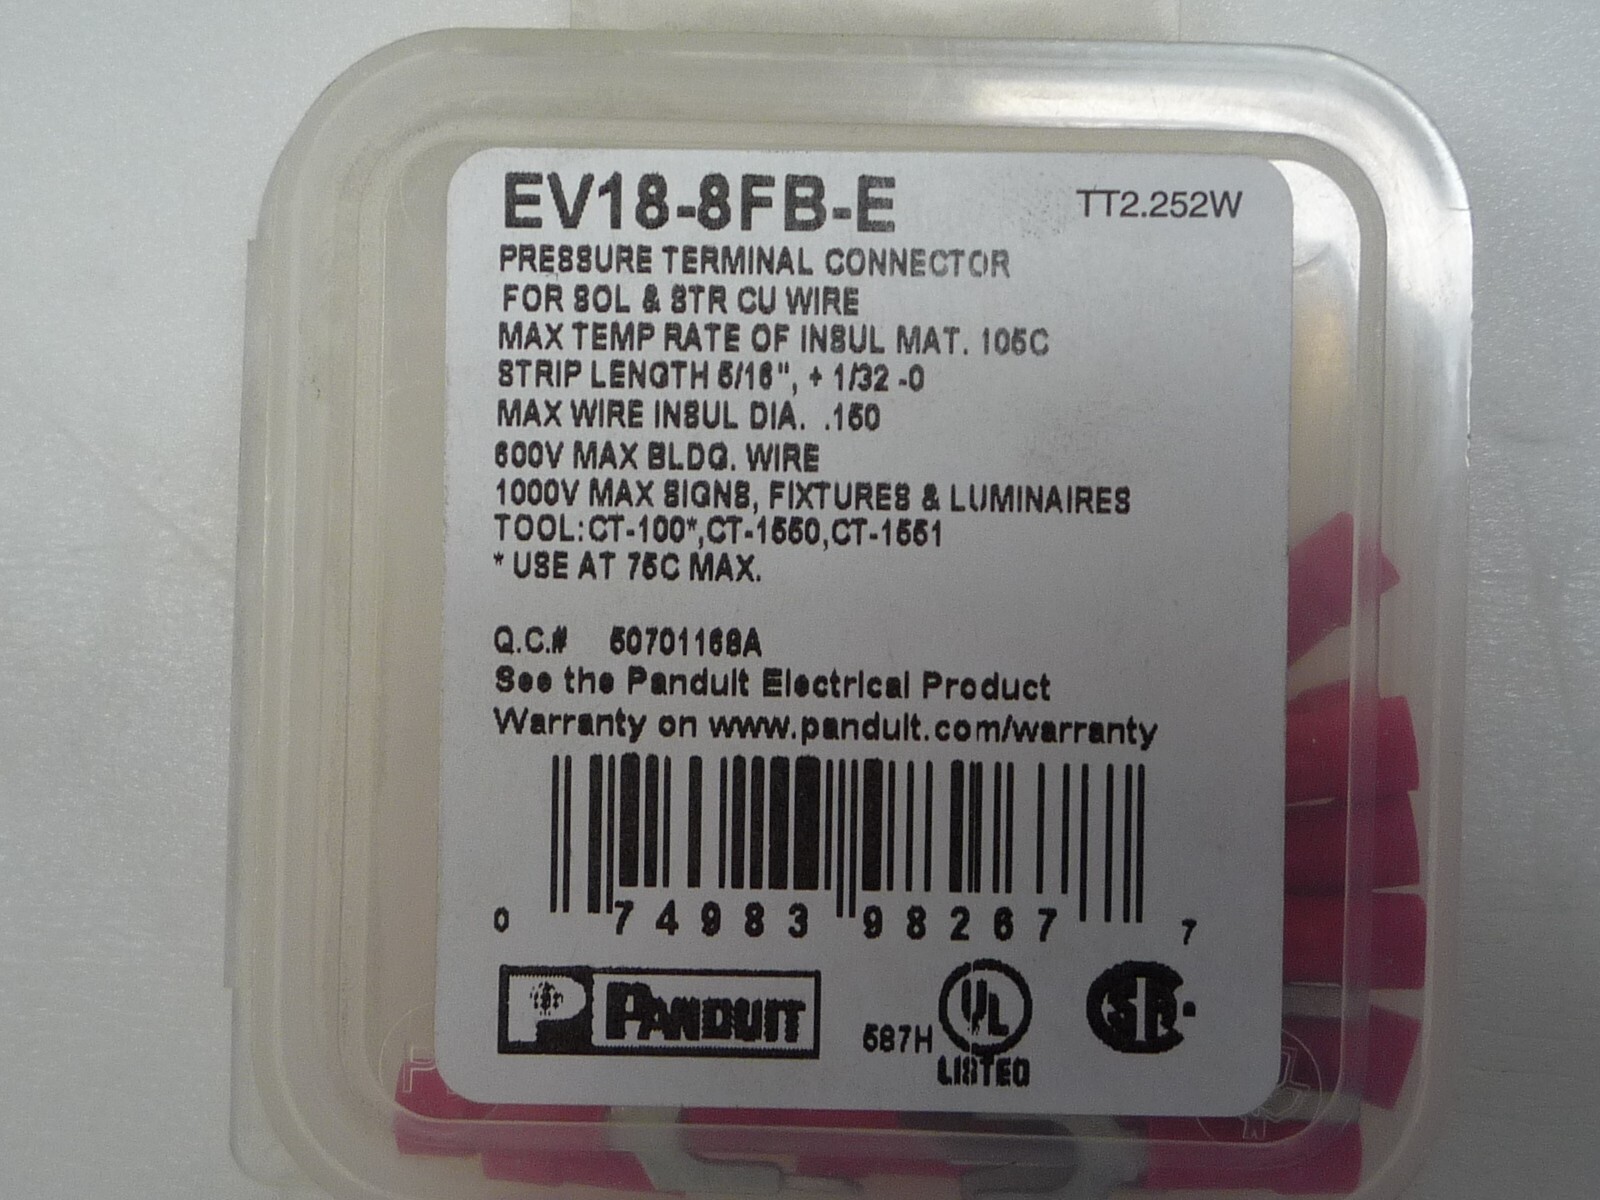 EV18-8FB-E
TT2.252W
PRESSURE TERMINAL CONNECTOR
FOR SOL & STR CU WIRE
MAX TEMP RATE OF INSUL MAT. 105C
STRIP LENGTH 5/16", + 1/32 -0
MAX WIRE INSUL DIA. .150
600V MAX BLDG. WIRE
1000V MAX SIGNS, FIXTURES & LUMINAIRES
TOOL:CT-100*,CT-1550,CT-1551
* USE AT 75C MAX.
Q.C.# 50701168A
See the Panduit Electrical Product
Warranty on www.panduit.com/warranty
0 74983 98267 7
P PANDUIT
587H UL
LISTED
SA